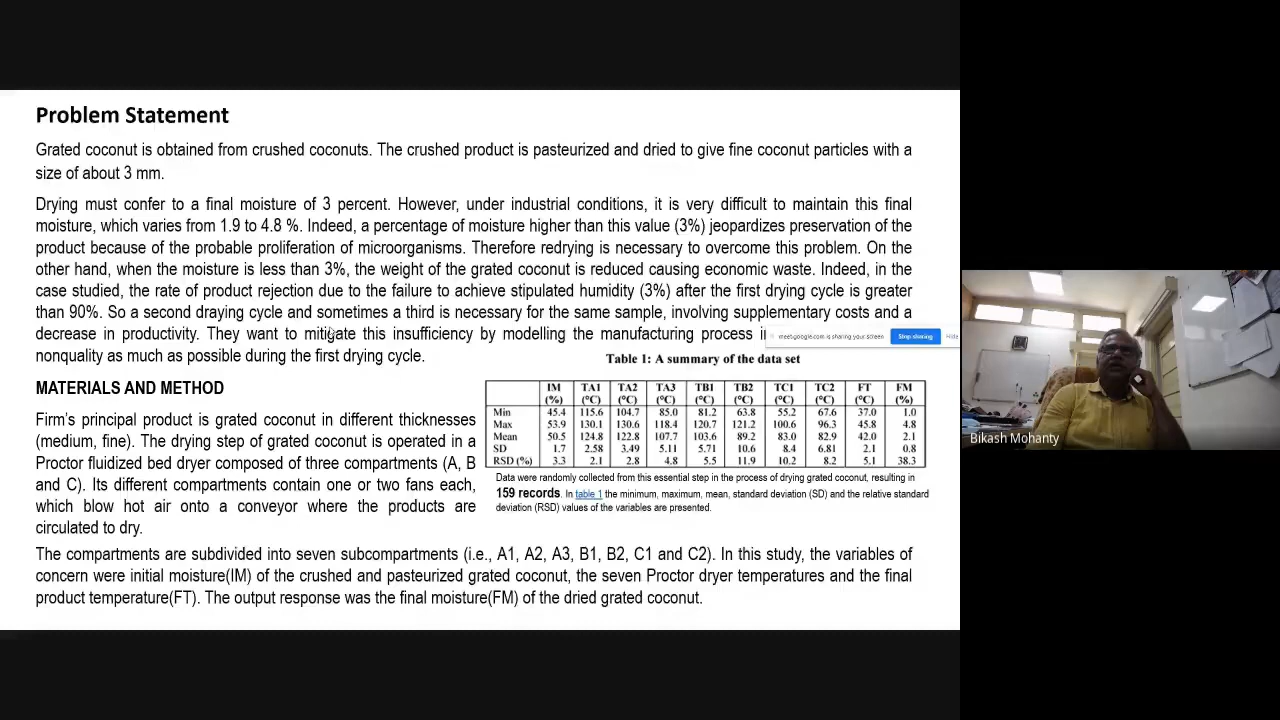 Problem Statement
Grated coconut is obtained from crushed coconuts. The crushed product is pasteurized and dried to give fine coconut particles with a
size of about 3 mm.
Drying must confer to a final moisture of 3 percent. However, under industrial conditions, it is very difficult to maintain this final
moisture, which varies from 1.9 to 4.8 %. Indeed, a percentage of moisture higher than this value (3%) jeopardizes preservation of the
product because of the probable proliferation of microorganisms. Therefore redrying is necessary to overcome this problem. On the
other hand, when the moisture is less than 3%, the weight of the grated coconut is reduced causing economic waste. Indeed, in the
case studied, the rate of product rejection due to the failure to achieve stipulated humidity (3%) after the first drying cycle is greater
than 90%. So a second draying cycle and sometimes a third is necessary for the same sample, involving supplementary costs and a
decrease in productivity. They want to mitigate this insufficiency by modelling the manufacturing process
nonquality as much as possible during the first drying cycle.
meet.google.com is sharing your screen Stop sharing Hide
Table 1: A summary of the data set
IM TA1 TA2 TA3 TB1 TB2 TC1 TC2 FT FM
(%) (°C) (°C) (°C) (°C) (°C) (°C) (°C) (°C) (%)
Min 45.4 115.6 104.7 85.0 81.2 63.8 55.2 67.6 37.0 1.0
Max 53.9 130.1 130.6 118.4 120.7 121.2 100.6 96.3 45.8 4.8
Mean 50.5 124.8 122.8 107.7 103.6 89.2 83.0 82.9 42.0 2.1
SD 1.7 2.58 3.49 5.11 5.71 10.6 8.4 6.81 2.1 0.8
RSD (%) 3.3 2.1 2.8 4.8 5.5 11.9 10.2 8.2 5.1 38.3
Data were randomly collected from this essential step in the process of drying grated coconut, resulting in
159 records. In table 1 the minimum, maximum, mean, standard deviation (SD) and the relative standard
deviation (RSD) values of the variables are presented.
MATERIALS AND METHOD
Firm's principal product is grated coconut in different thicknesses
(medium, fine). The drying step of grated coconut is operated in a
Proctor fluidized bed dryer composed of three compartments (A, B
and C). Its different compartments contain one or two fans each,
which blow hot air onto a conveyor where the products are
circulated to dry.
The compartments are subdivided into seven subcompartments (i.e., A1, A2, A3, B1, B2, C1 and C2). In this study, the variables of
concern were initial moisture(IM) of the crushed and pasteurized grated coconut, the seven Proctor dryer temperatures and the final
product temperature(FT). The output response was the final moisture(FM) of the dried grated coconut.
Bikash Mohanty